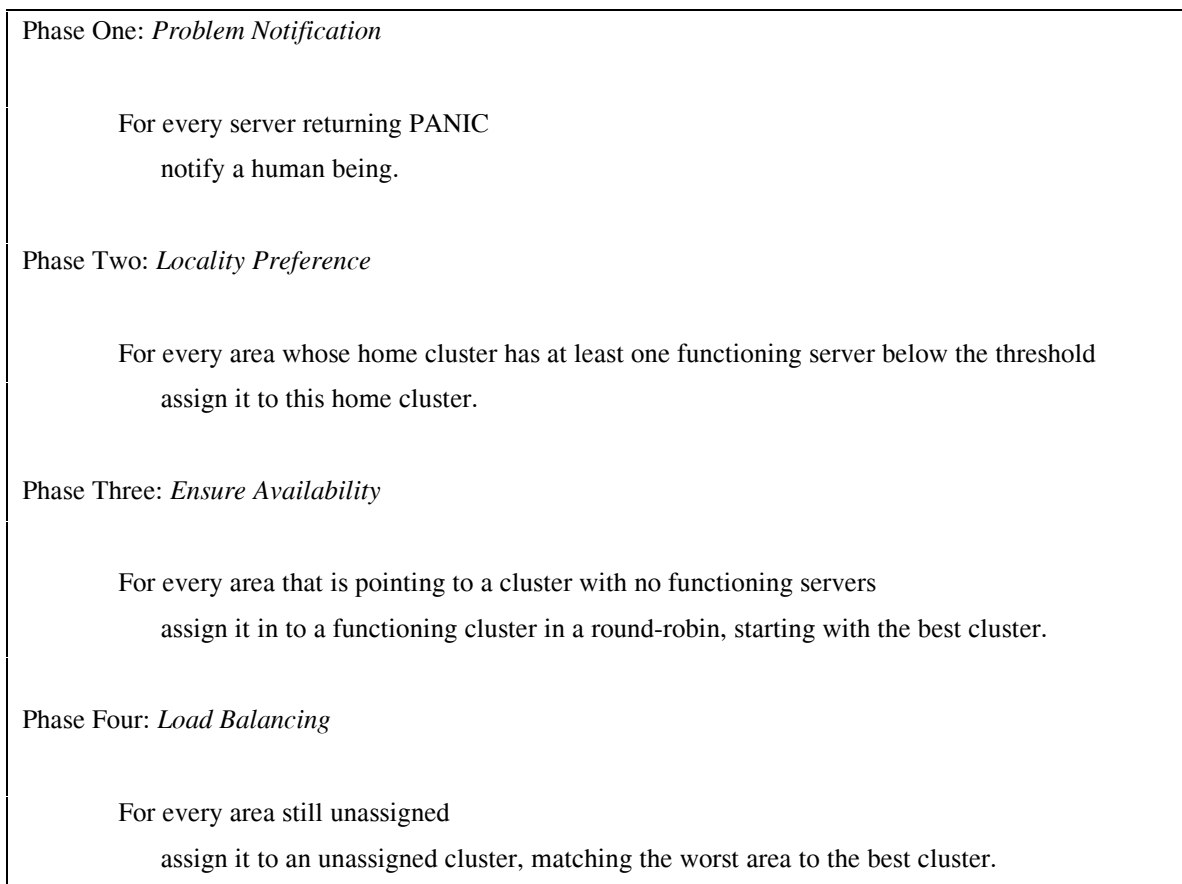 Phase One: Problem Notification
For every server returning PANIC
notify a human being.
Phase Two: Locality Preference
For every area whose home cluster has at least one functioning server below the threshold
assign it to this home cluster.
Phase Three: Ensure Availability
For every area that is pointing to a cluster with no functioning servers
assign it in to a functioning cluster in a round-robin, starting with the best cluster.
Phase Four: Load Balancing
For every area still unassigned
assign it to an unassigned cluster, matching the worst area to the best cluster.